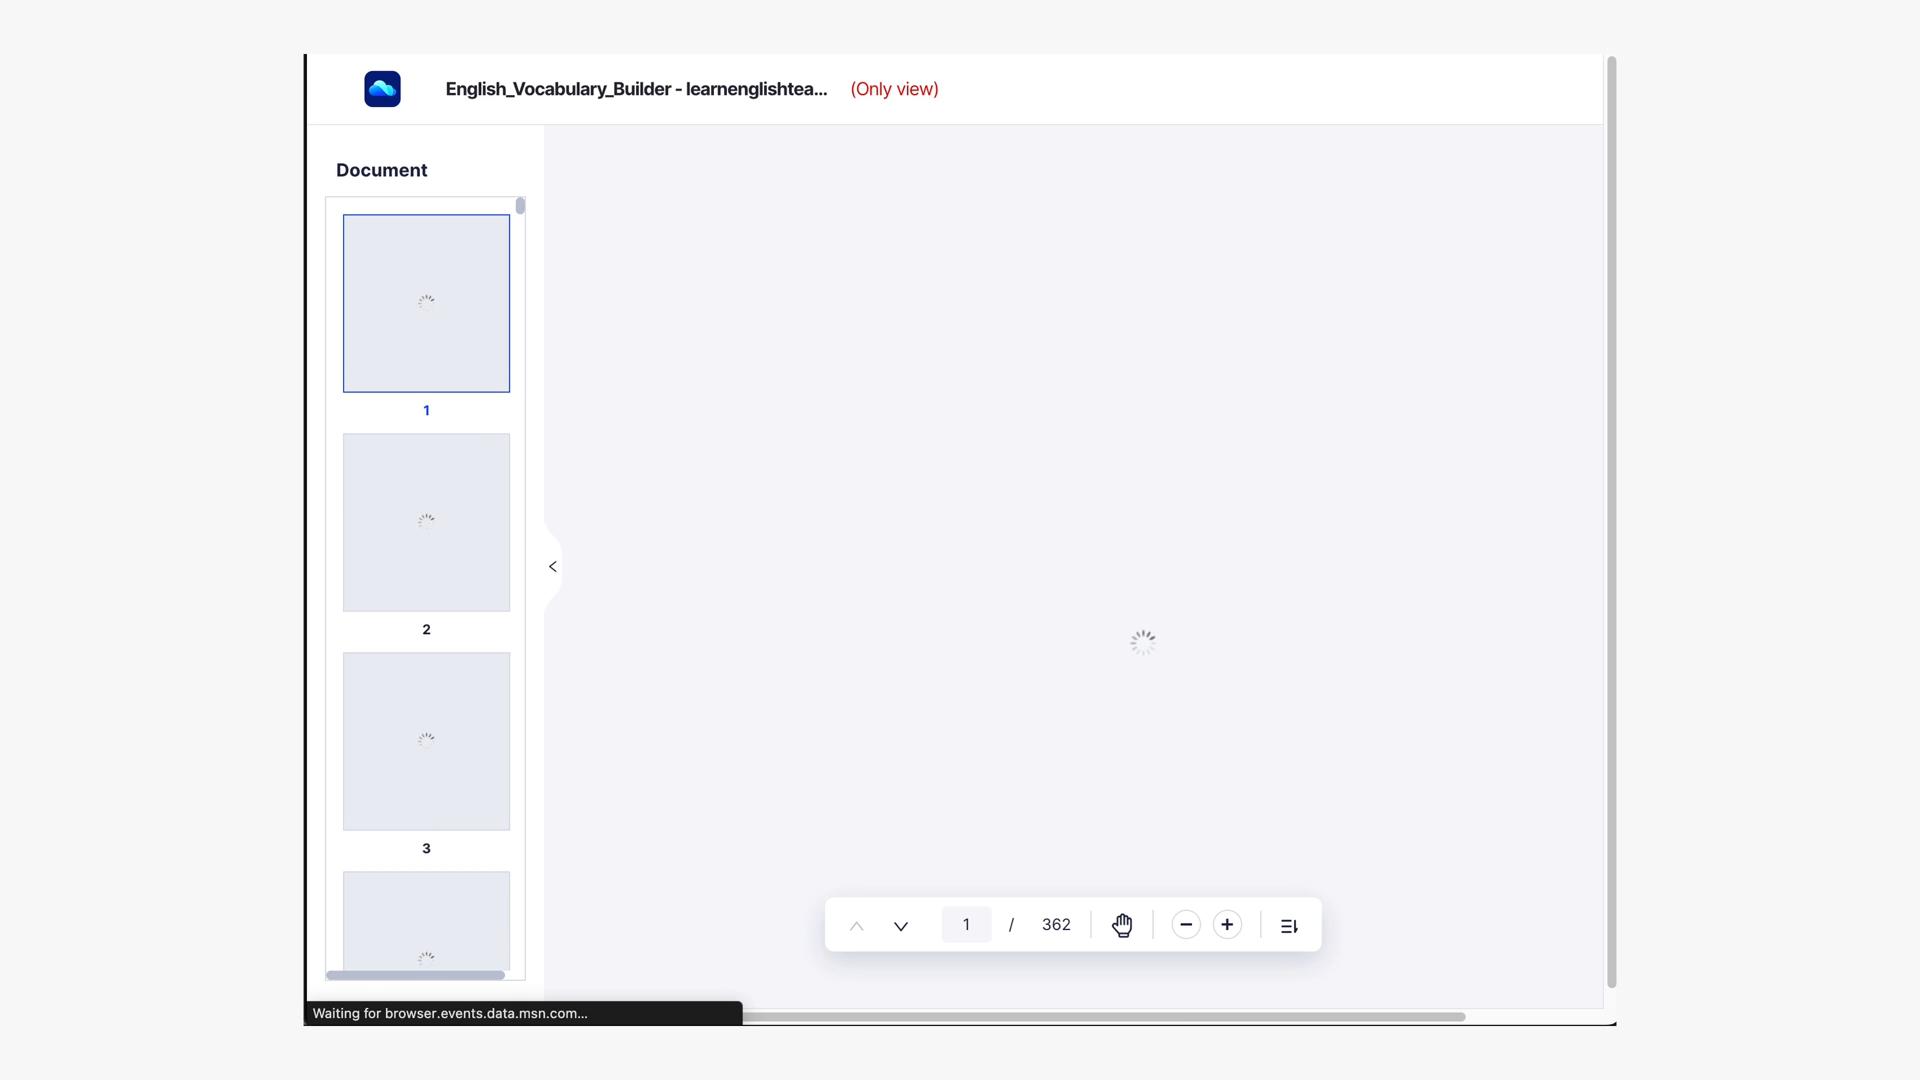 English_Vocabulary_Builder - learnenglishtea... (Only view)
Document
1
2
3
1 / 362
Waiting for browser.events.data.msn.com...